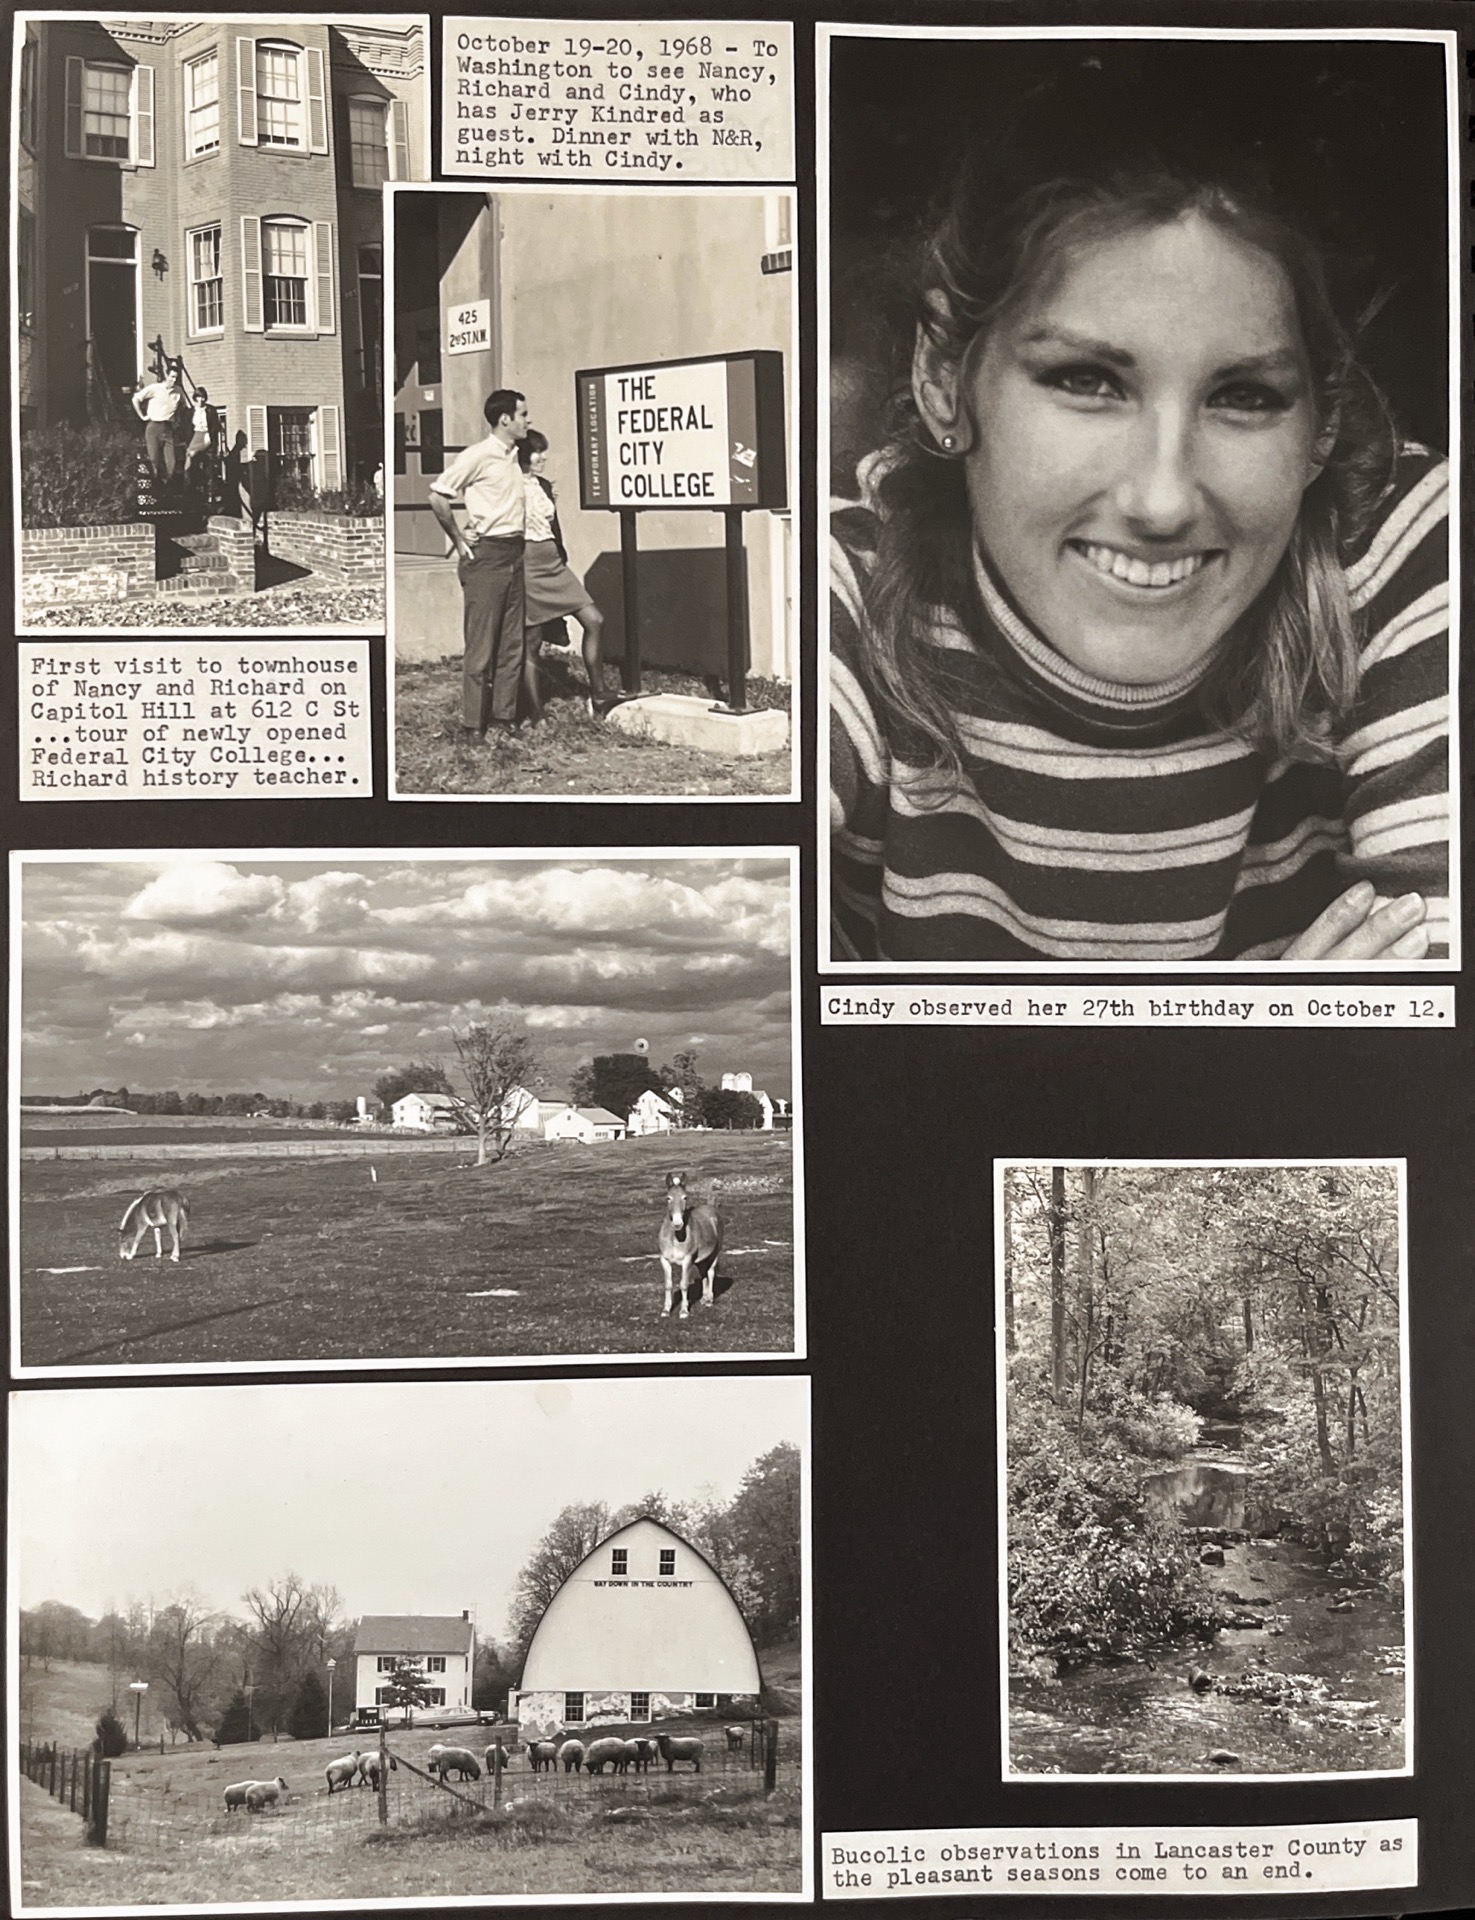 October 19-20, 1968 - To
Washington to see Nancy,
Richard and Cindy, who
has Jerry Kindred as
guest. Dinner with N&R,
night with Cindy.
425
2nd ST. N.W.
TEMPORARY LOCATION
THE
FEDERAL
CITY
COLLEGE
First visit to townhouse
of Nancy and Richard on
Capitol Hill at 612 C St
...tour of newly opened
Federal City College...
Richard history teacher.
Cindy observed her 27th birthday on October 12.
WAY DOWN IN THE COUNTRY
Bucolic observations in Lancaster County as
the pleasant seasons come to an end.